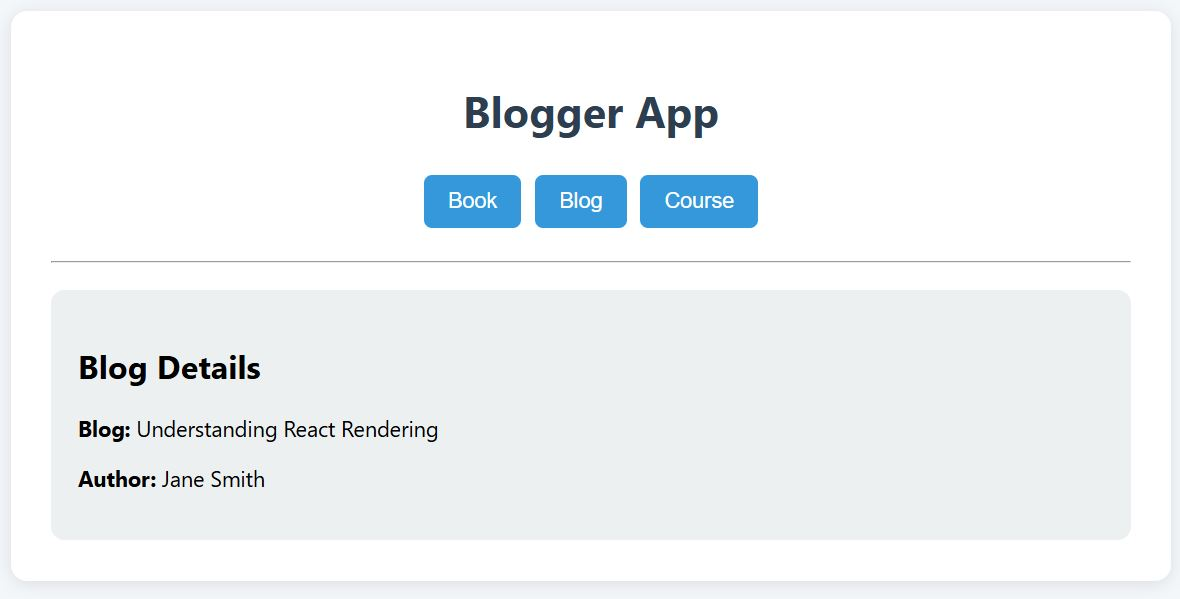 Blogger App
Book Blog Course
Blog Details
Blog: Understanding React Rendering
Author: Jane Smith